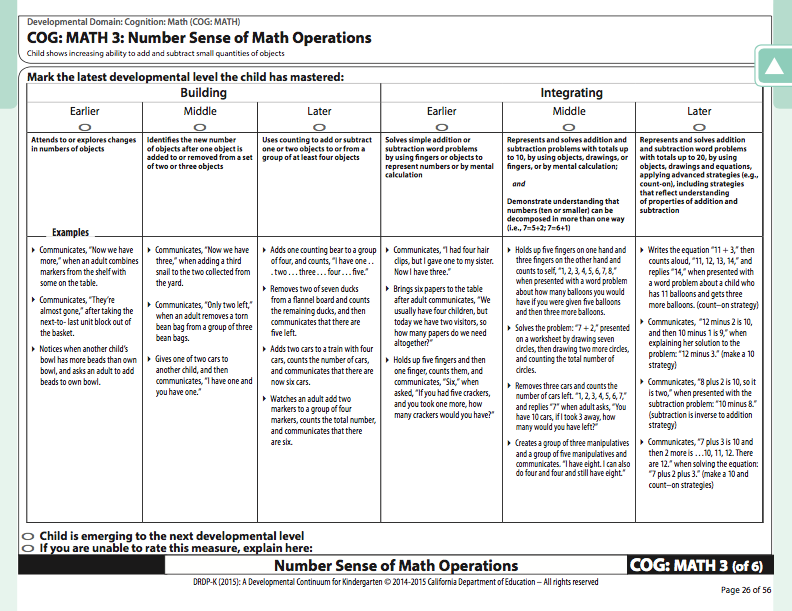 Developmental Domain: Cognition: Math (COG: MATH)
COG: MATH 3: Number Sense of Math Operations
Child shows increasing ability to add and subtract small quantities of objects
Mark the latest developmental level the child has mastered:
Building
Integrating
Earlier
Middle
Later
Earlier
Middle
Later
Attends to or explores changes
in numbers of objects
Identifies the new number
of objects after one object is
added to or removed from a set
of two or three objects
Uses counting to add or subtract
one or two objects to or from a
group of at least four objects
Solves simple addition or
subtraction word problems
by using fingers or objects to
represent numbers or by mental
calculation
Represents and solves addition and
subtraction problems with totals up
to 10, by using objects, drawings, or
fingers, or by mental calculation;
and
Demonstrate understanding that
numbers (ten or smaller) can be
decomposed in more than one way
(i.e., 7=5+2; 7=6+1)
Represents and solves addition
and subtraction word problems
with totals up to 20, by using
objects, drawings and equations,
applying advanced strategies (e.g.,
count-on), including strategies
that reflect understanding
of properties of addition and
subtraction
Examples
Communicates, "Now we have
more," when an adult combines
markers from the shelf with
some on the table.
Communicates, "They're
almost gone," after taking the
next-to- last unit block out of
the basket.
Notices when another child's
bowl has more beads than own
bowl, and asks an adult to add
beads to own bowl.
Communicates, "Now we have
three," when adding a third
snail to the two collected from
the yard.
Communicates, "Only two left,"
when an adult removes a torn
bean bag from a group of three
bean bags.
Gives one of two cars to
another child, and then
communicates, "I have one and
you have one."
Adds one counting bear to a group
of four, and counts, "I have one . .
. two . . . three . . . four . . . five."
Removes two of seven ducks
from a flannel board and counts
the remaining ducks, and then
communicates that there are
five left.
Adds two cars to a train with four
cars, counts the number of cars,
and communicates that there are
now six cars.
Watches an adult add two
markers to a group of four
markers, counts the total number,
and communicates that there
are six.
Communicates, "I had four hair
clips, but I gave one to my sister.
Now I have three."
Brings six papers to the table
after adult communicates, "We
usually have four children, but
today we have two visitors, so
how many papers do we need
altogether?"
Holds up five fingers and then
one finger, counts them, and
communicates, "Six," when
asked, "If you had five crackers,
and you took one more, how
many crackers would you have?"
Holds up five fingers on one hand and
three fingers on the other hand and
counts to self, "1, 2, 3, 4, 5, 6, 7, 8,"
when presented with a word problem
about how many balloons you would
have if you were given five balloons
and then three more balloons.
Solves the problem: "7 + 2," presented
on a worksheet by drawing seven
circles, then drawing two more circles,
and counting the total number of
circles.
Removes three cars and counts the
number of cars left. "1, 2, 3, 4, 5, 6, 7,"
and replies "7" when adult asks, "You
have 10 cars, if I took 3 away, how
many would you have left?"
Creates a group of three manipulatives
and a group of five manipulatives and
communicates. "I have eight. I can also
do four and four and still have eight."
Writes the equation "11 + 3," then
counts aloud, "11, 12, 13, 14," and
replies "14," when presented with
a word problem about a child who
has 11 balloons and gets three
more balloons. (count−on strategy)
Communicates, "12 minus 2 is 10,
and then 10 minus 1 is 9," when
explaining her solution to the
problem: "12 minus 3." (make a 10
strategy)
Communicates, "8 plus 2 is 10, so it
is two," when presented with the
subtraction problem: "10 minus 8."
(subtraction is inverse to addition
strategy)
Communicates, "7 plus 3 is 10 and
then 2 more is . . .10, 11, 12. There
are 12." when solving the equation:
"7 plus 2 plus 3." (make a 10 and
count−on strategies)
Child is emerging to the next developmental level
If you are unable to rate this measure, explain here:
Number Sense of Math Operations
COG: MATH 3 (of 6)
DRDP-K (2015): A Developmental Continuum for Kindergarten © 2014-2015 California Department of Education – All rights reserved
Page 26 of 56